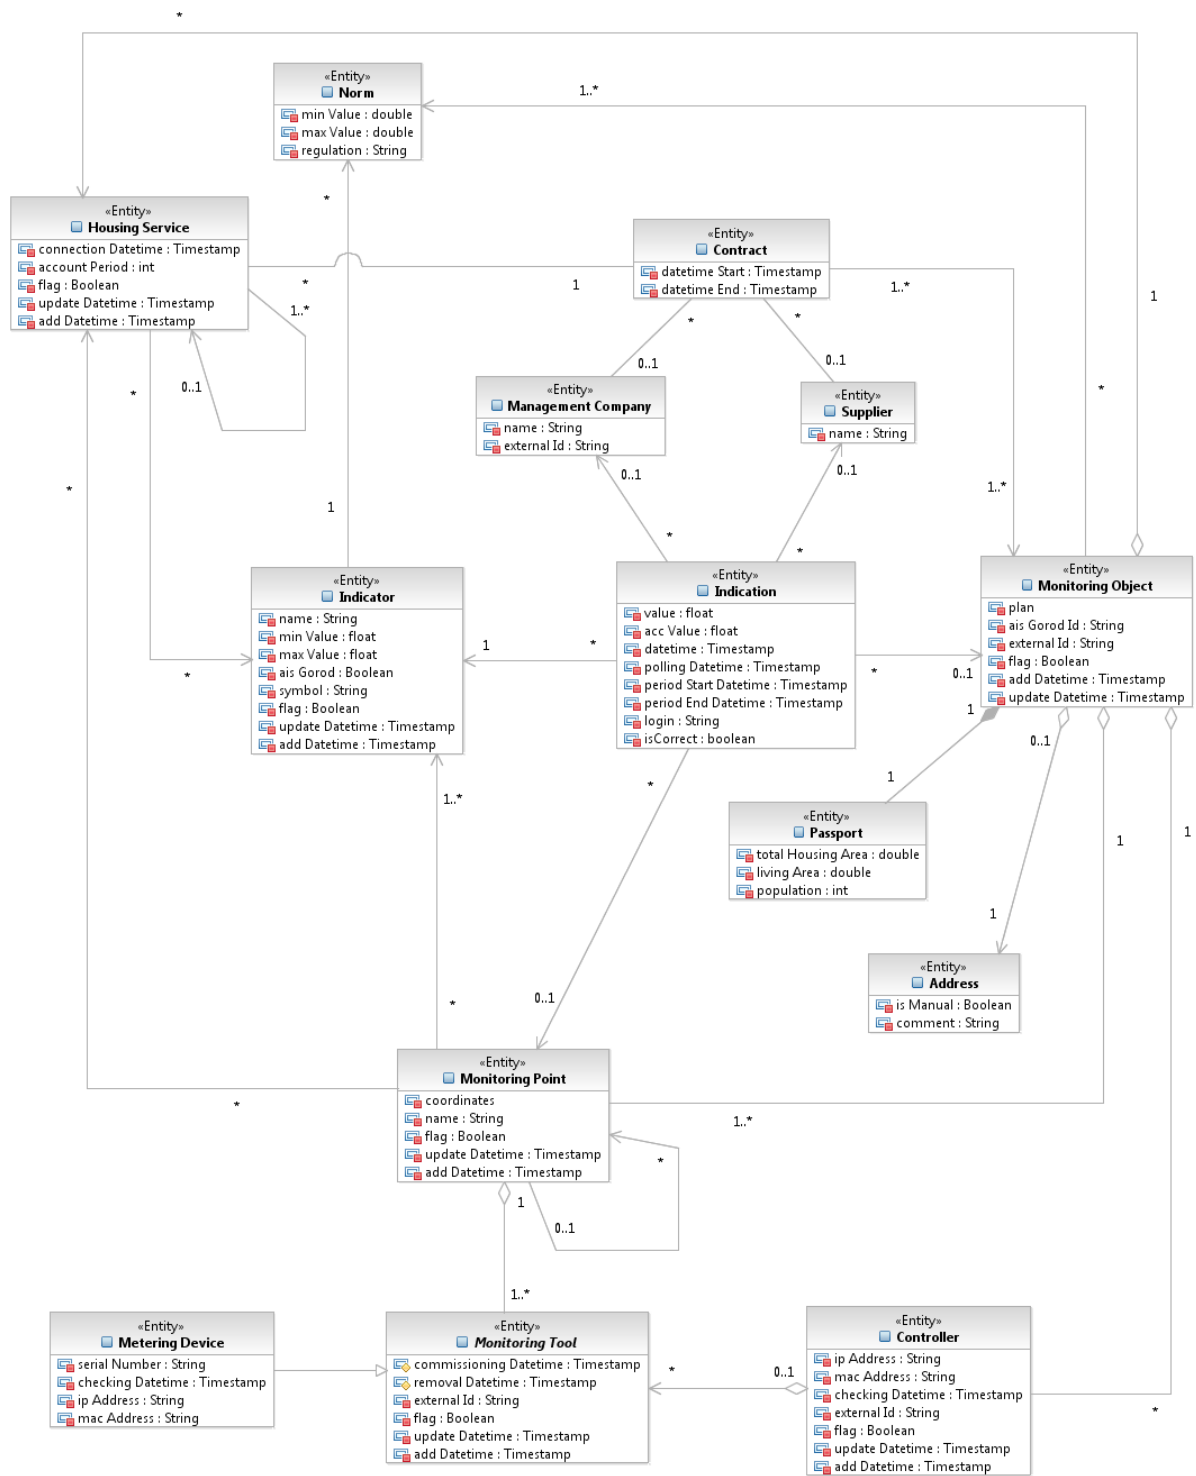 *
«Entity»
Norm
min Value : double
max Value : double
regulation : String
1..*
*
«Entity»
Housing Service
connection Datetime : Timestamp
account Period : int
flag : Boolean
update Datetime : Timestamp
add Datetime : Timestamp
«Entity»
Contract
datetime Start : Timestamp
datetime End : Timestamp
*
1
1..*
1
1..*
*
*
0..1
0..1
0..1
*
*
«Entity»
Management Company
name : String
external Id : String
«Entity»
Supplier
name : String
0..1
0..1
*
1..*
1
*
*
«Entity»
Indicator
name : String
min Value : float
max Value : float
ais Gorod : Boolean
symbol : String
flag : Boolean
update Datetime : Timestamp
add Datetime : Timestamp
«Entity»
Indication
value : float
acc Value : float
datetime : Timestamp
polling Datetime : Timestamp
period Start Datetime : Timestamp
period End Datetime : Timestamp
login : String
isCorrect : boolean
«Entity»
Monitoring Object
plan
ais Gorod Id : String
external Id : String
flag : Boolean
add Datetime : Timestamp
update Datetime : Timestamp
1
*
*
0..1
*
1
0..1
1
*
1..*
1
1
«Entity»
Passport
total Housing Area : double
living Area : double
population : int
1
«Entity»
Address
is Manual : Boolean
comment : String
*
0..1
«Entity»
Monitoring Point
coordinates
name : String
flag : Boolean
update Datetime : Timestamp
add Datetime : Timestamp
*
1..*
*
1
0..1
1..*
«Entity»
Metering Device
serial Number : String
checking Datetime : Timestamp
ip Address : String
mac Address : String
«Entity»
Monitoring Tool
commissioning Datetime : Timestamp
removal Datetime : Timestamp
external Id : String
flag : Boolean
update Datetime : Timestamp
add Datetime : Timestamp
*
0..1
«Entity»
Controller
ip Address : String
mac Address : String
checking Datetime : Timestamp
external Id : String
flag : Boolean
update Datetime : Timestamp
add Datetime : Timestamp
*